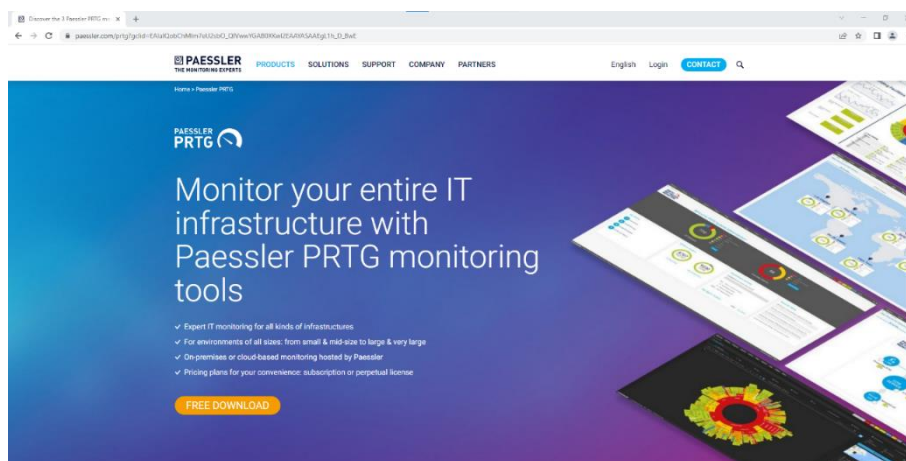 Discover the 3 Paessler PRTG
PAESSLER
THE MONITORING EXPERTS
PRODUCTS SOLUTIONS SUPPORT COMPANY PARTNERS
English Login CONTACT
Home > Paessler PRTG
PAESSLER
PRTG
Monitor your entire IT
infrastructure with
Paessler PRTG monitoring
tools
✓ Expert IT monitoring for all kinds of infrastructures
✓ For environments of all sizes: from small & mid-size to large & very large
✓ On-premises or cloud-based monitoring hosted by Paessler
✓ Pricing plans for your convenience: subscription or perpetual license
FREE DOWNLOAD